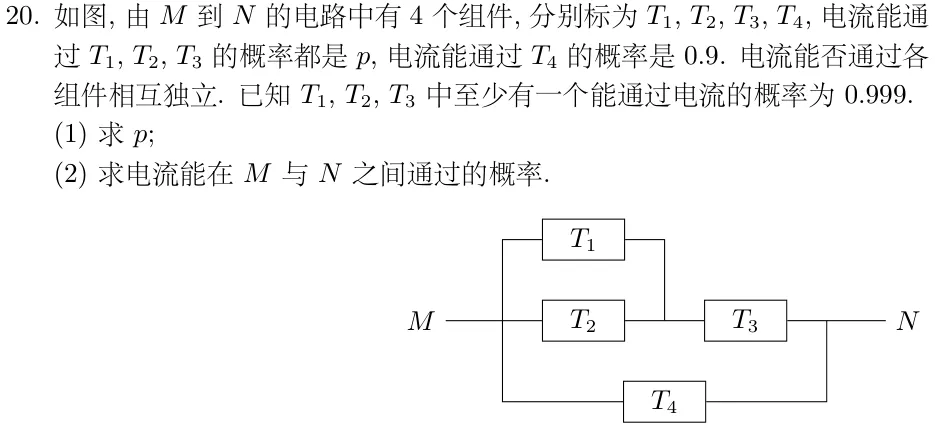 20. 如图, 由 M 到 N 的电路中有 4 个组件, 分别标为 T₁, T₂, T₃, T₄, 电流能通
过 T₁, T₂, T₃ 的概率都是 p, 电流能通过 T₄ 的概率是 0.9. 电流能否通过各
组件相互独立. 已知 T₁, T₂, T₃ 中至少有一个能通过电流的概率为 0.999.
(1) 求 p;
(2) 求电流能在 M 与 N 之间通过的概率.
T₁
M T₂ T₃ N
T₄